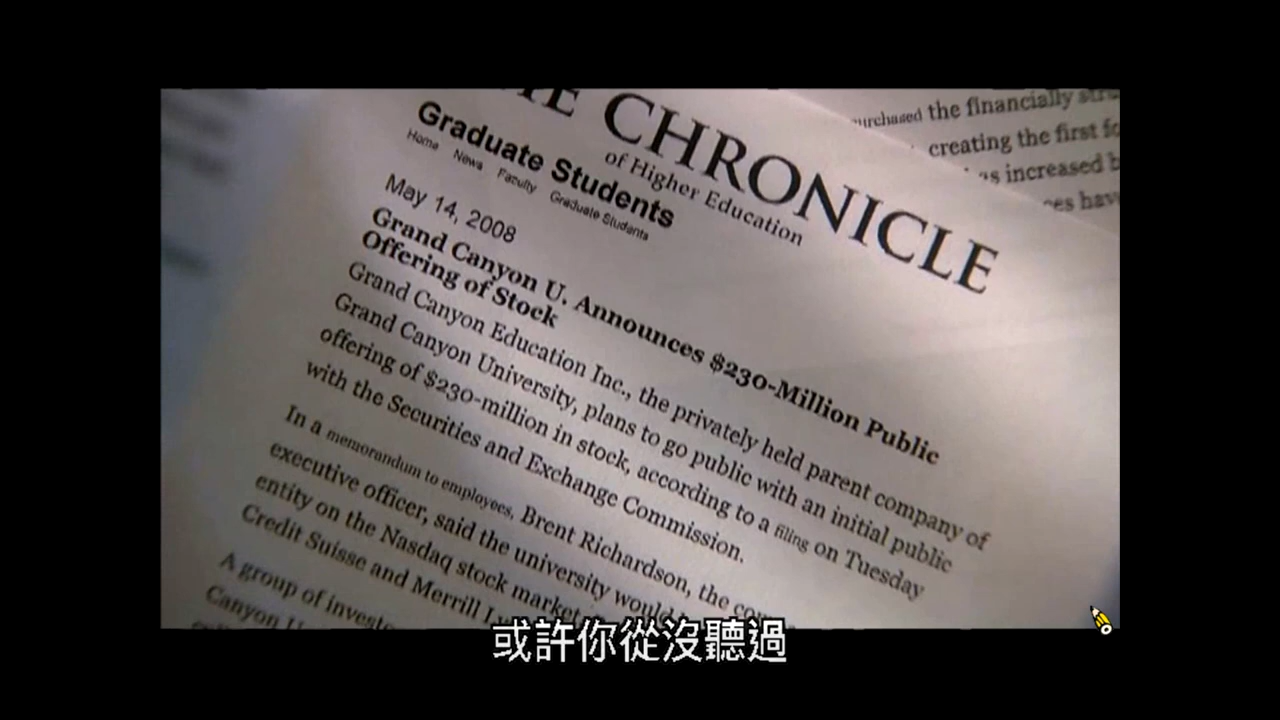 CHRONICLE
of Higher Education
Graduate Students
Home News Faculty Graduate Students
May 14, 2008
Grand Canyon U. Announces $230-Million Public
Offering of Stock
Grand Canyon Education Inc., the privately held parent company of
Grand Canyon University, plans to go public with an initial public
offering of $230-million in stock, according to a filing on Tuesday
with the Securities and Exchange Commission.
In a memorandum to employees, Brent Richardson, the
executive officer, said the university would
entity on the Nasdaq stock market
Credit Suisse and Merrill
A group of
Canyon
purchased the financially
creating the first
increased
或許你從沒聽過